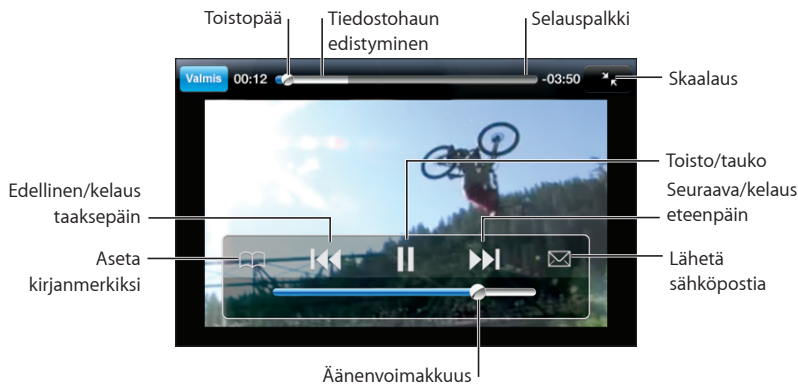 Toistopää
Tiedostohaun
edistyminen
Selauspalkki
Valmis
00:12
-03:50
Skaalaus
Toisto/tauko
Edellinen/kelaus
taaksepäin
Seuraava/kelaus
eteenpäin
Aseta
kirjanmerkiksi
Lähetä
sähköpostia
Äänenvoimakkuus